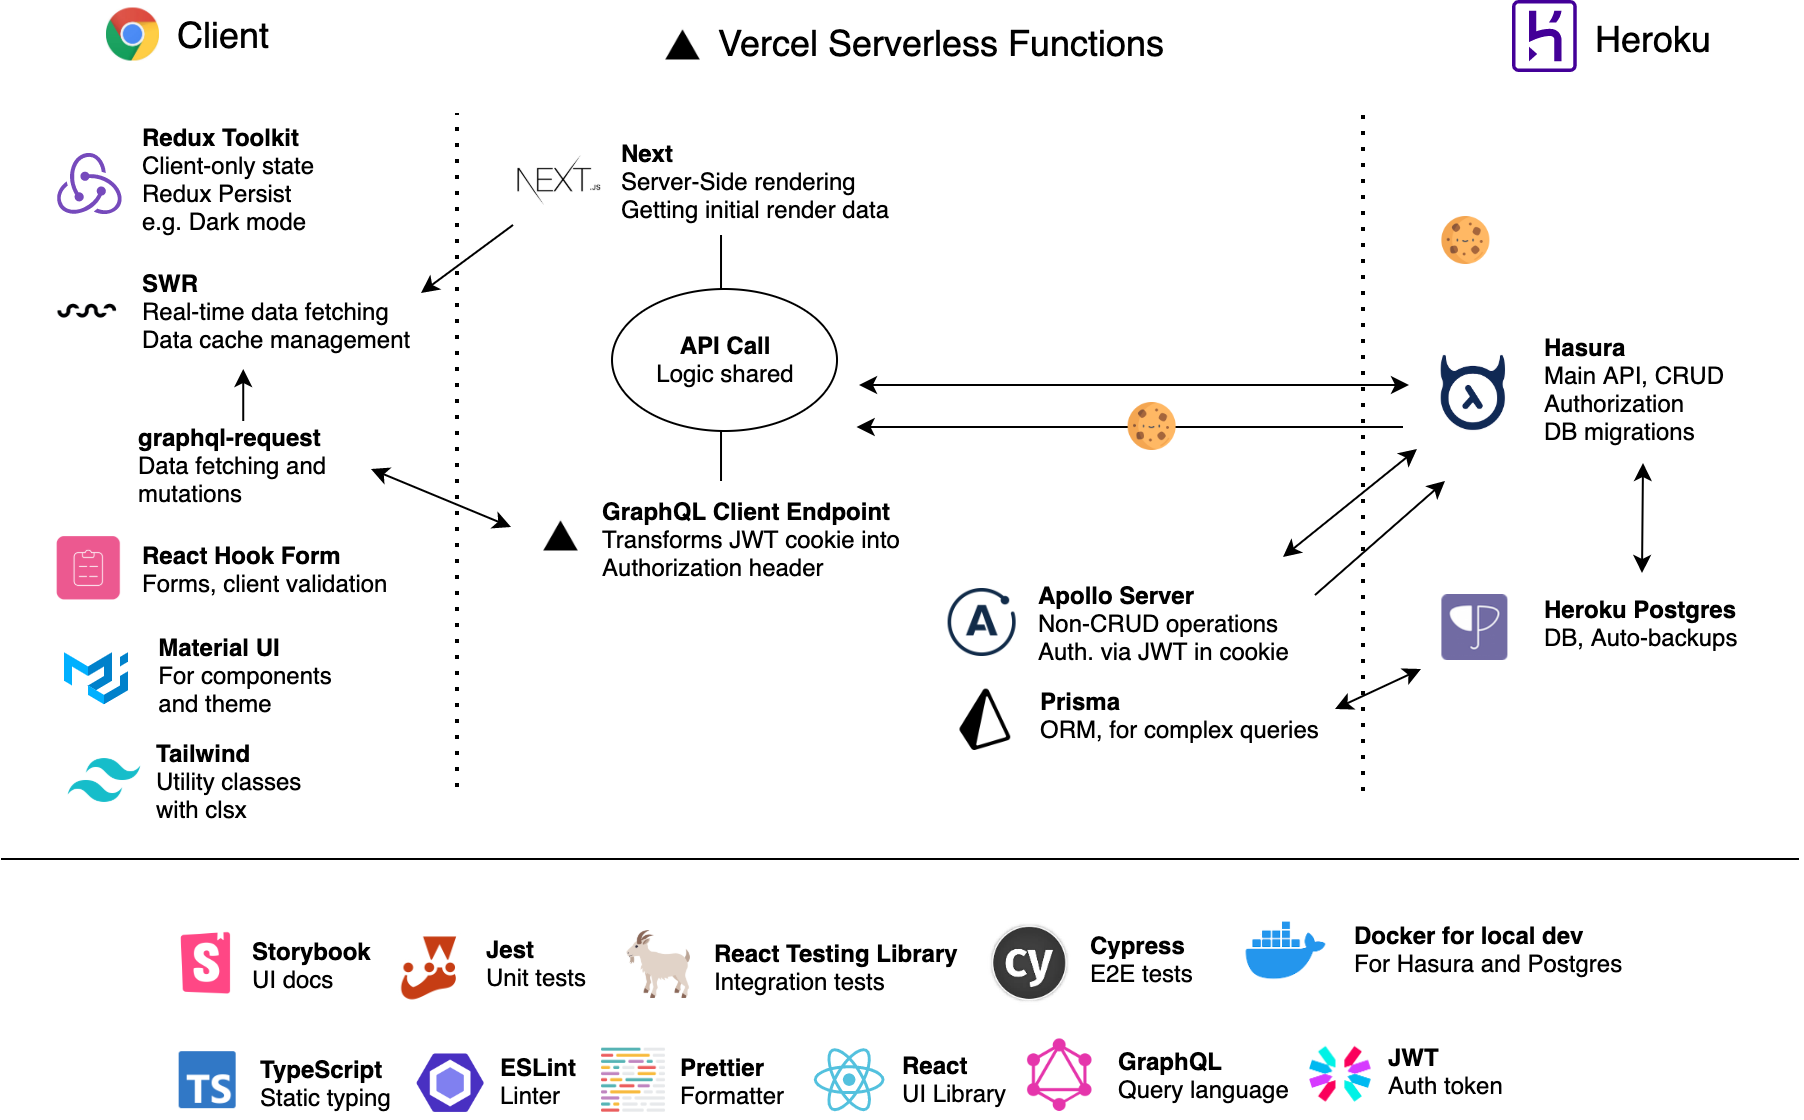 Client
Vercel Serverless Functions
Heroku
Redux Toolkit
Client-only state
Redux Persist
e.g. Dark mode
SWR
Real-time data fetching
Data cache management
graphql-request
Data fetching and
mutations
React Hook Form
Forms, client validation
Material UI
For components
and theme
Tailwind
Utility classes
with clsx
NEXT.JS
Next
Server-Side rendering
Getting initial render data
API Call
Logic shared
GraphQL Client Endpoint
Transforms JWT cookie into
Authorization header
A
Apollo Server
Non-CRUD operations
Auth. via JWT in cookie
Prisma
ORM, for complex queries
λ
Hasura
Main API, CRUD
Authorization
DB migrations
Heroku Postgres
DB, Auto-backups
S
Storybook
UI docs
Jest
Unit tests
React Testing Library
Integration tests
cy
Cypress
E2E tests
Docker for local dev
For Hasura and Postgres
TS
TypeScript
Static typing
ESLint
Linter
Prettier
Formatter
React
UI Library
GraphQL
Query language
JWT
Auth token